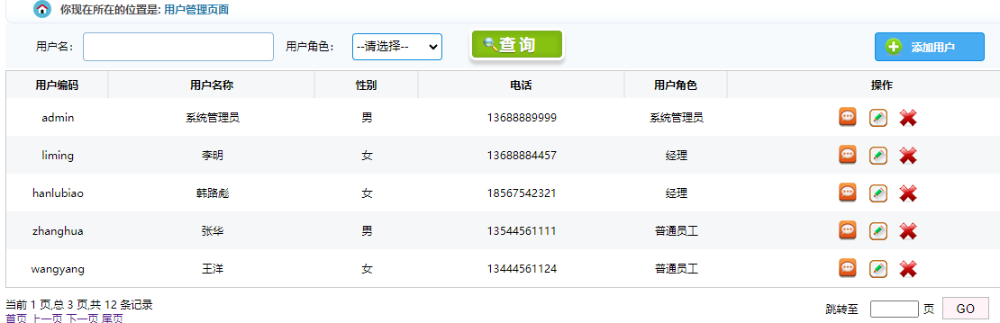 你现在所在的位置是: 用户管理页面
用户名： 用户角色： --请选择-- 查询 添加用户
用户编码 用户名称 性别 电话 用户角色 操作
admin 系统管理员 男 13688889999 系统管理员
liming 李明 女 13688884457 经理
hanlubiao 韩路彪 女 18567542321 经理
zhanghua 张华 男 13544561111 普通员工
wangyang 王洋 女 13444561124 普通员工
当前 1 页,总 3 页,共 12 条记录 跳转至 页 GO
首页 上一页 下一页 尾页